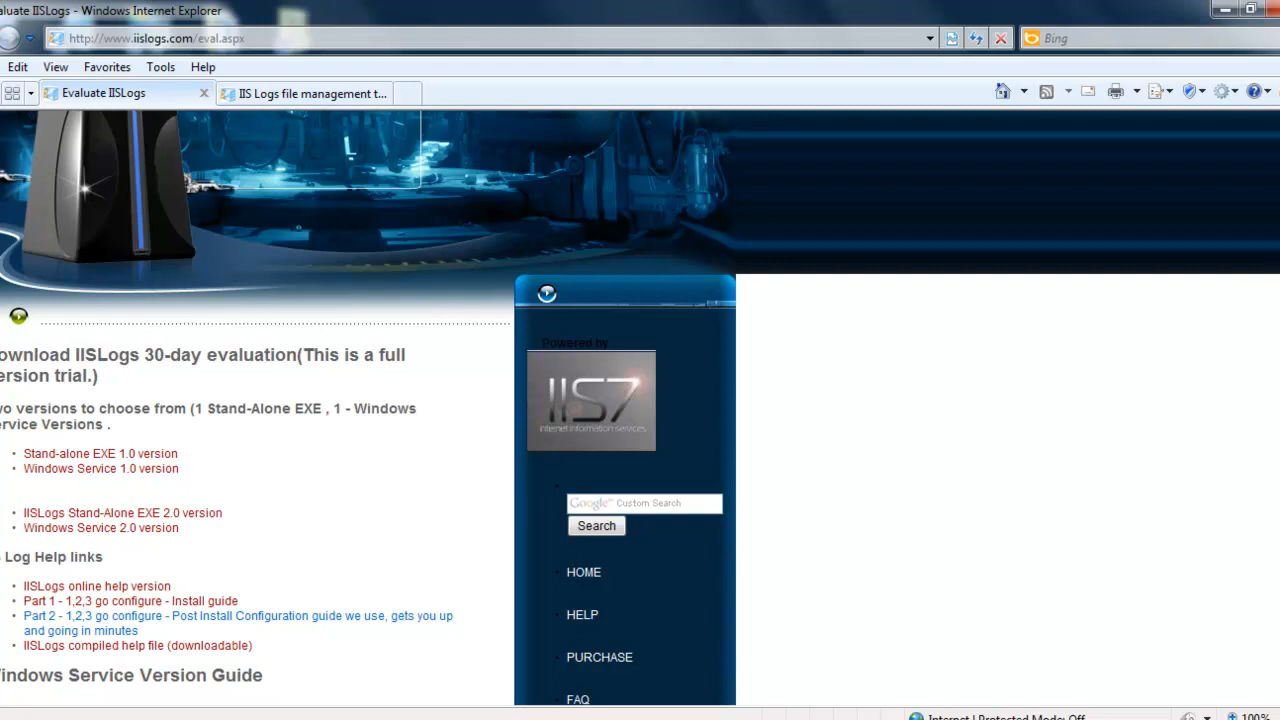 aluate IISLogs - Windows Internet Explorer
http://www.iislogs.com/eval.aspx
Bing
Edit View Favorites Tools Help
Evaluate IISLogs
IIS Logs file management t...
ownload IISLogs 30-day evaluation(This is a full
ersion trial.)
wo versions to choose from (1 Stand-Alone EXE , 1 - Windows
ervice Versions .
• Stand-alone EXE 1.0 version
• Windows Service 1.0 version
• IISLogs Stand-Alone EXE 2.0 version
• Windows Service 2.0 version
Log Help links
• IISLogs online help version
• Part 1 - 1,2,3 go configure - Install guide
• Part 2 - 1,2,3 go configure - Post Install Configuration guide we use, gets you up
and going in minutes
• IISLogs compiled help file (downloadable)
indows Service Version Guide
Powered by
IIS7
internet information services
Google™ Custom Search
Search
HOME
HELP
PURCHASE
FAQ
Internet | Protected Mode: Off
100%